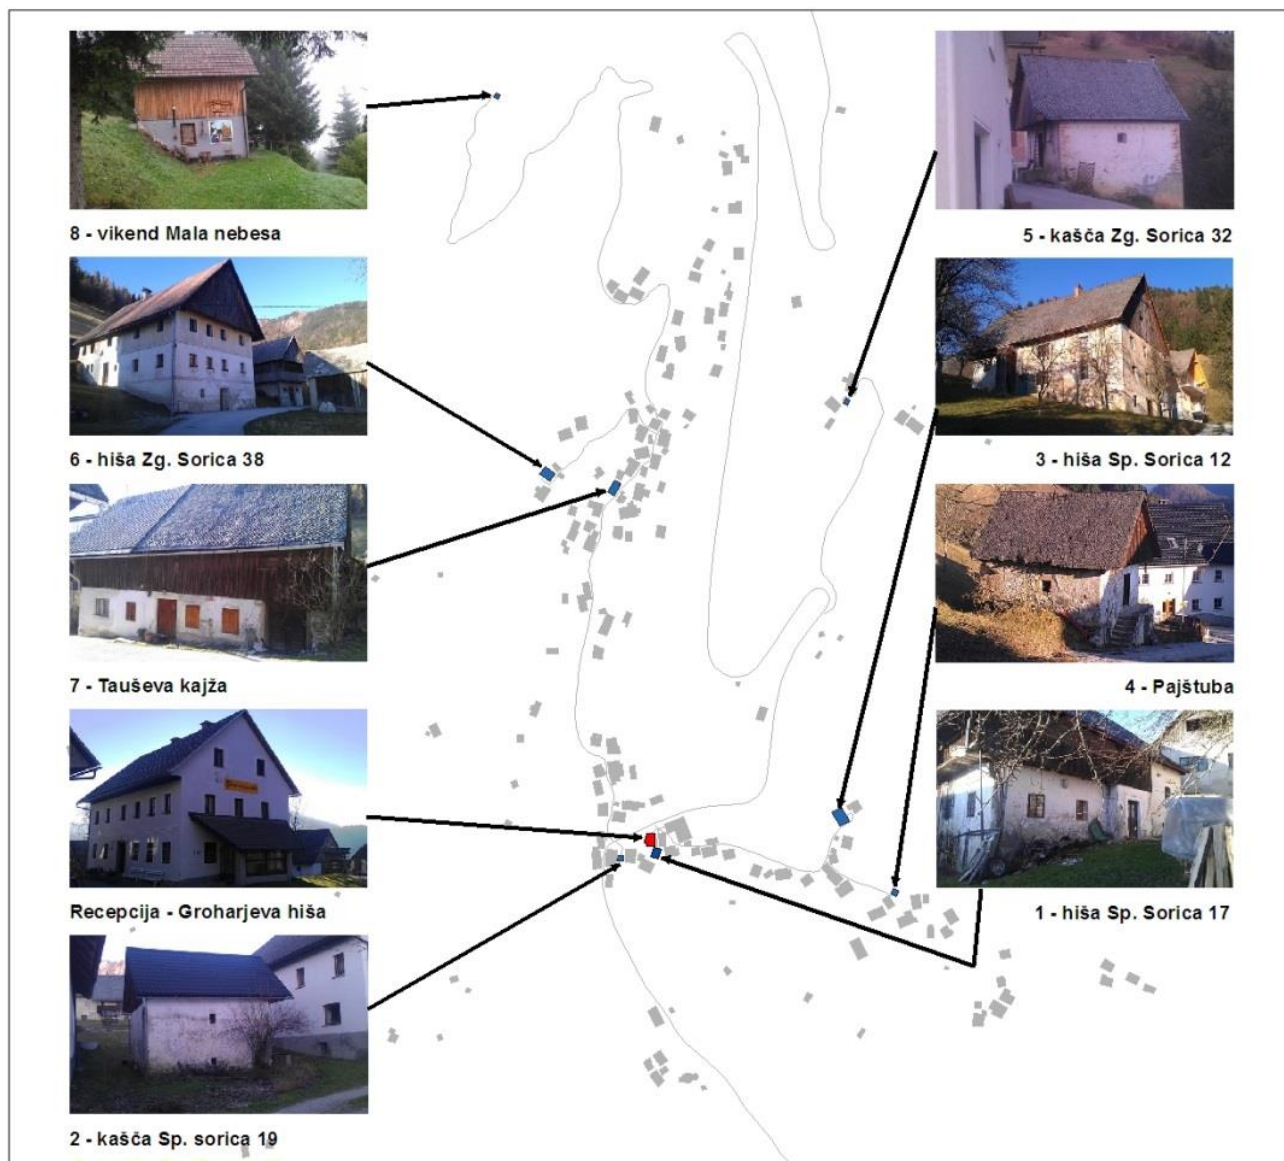 8 - vikend Mala nebesa
6 - hiša Zg. Sorica 38
7 - Tauševa kajža
Recepcija - Groharjeva hiša
2 - kašča Sp. sorica 19
5 - kašča Zg. Sorica 32
3 - hiša Sp. Sorica 12
4 - Pajštuba
1 - hiša Sp. Sorica 17